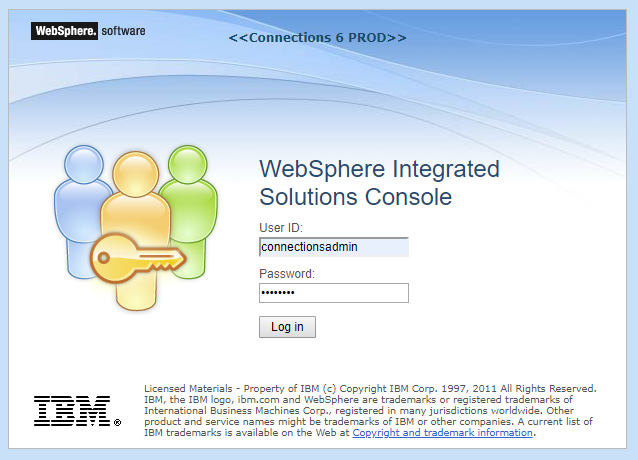 WebSphere. software
<<Connections 6 PROD>>
WebSphere Integrated
Solutions Console
User ID:
connectionsadmin
Password:
••••••••
Log in
IBM®
Licensed Materials - Property of IBM (c) Copyright IBM Corp. 1997, 2011 All Rights Reserved.
IBM, the IBM logo, ibm.com and WebSphere are trademarks or registered trademarks of
International Business Machines Corp., registered in many jurisdictions worldwide. Other
product and service names might be trademarks of IBM or other companies. A current list of
IBM trademarks is available on the Web at Copyright and trademark information.